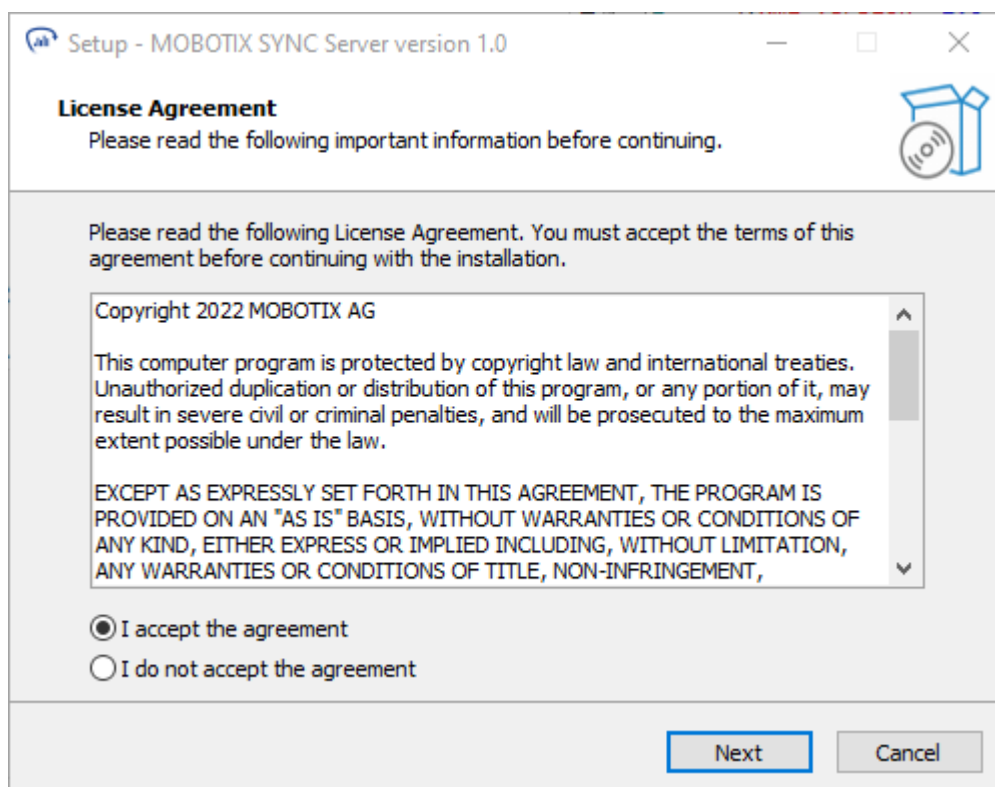 Setup - MOBOTIX SYNC Server version 1.0
License Agreement
Please read the following important information before continuing.
Please read the following License Agreement. You must accept the terms of this
agreement before continuing with the installation.
Copyright 2022 MOBOTIX AG
This computer program is protected by copyright law and international treaties.
Unauthorized duplication or distribution of this program, or any portion of it, may
result in severe civil or criminal penalties, and will be prosecuted to the maximum
extent possible under the law.
EXCEPT AS EXPRESSLY SET FORTH IN THIS AGREEMENT, THE PROGRAM IS
PROVIDED ON AN "AS IS" BASIS, WITHOUT WARRANTIES OR CONDITIONS OF
ANY KIND, EITHER EXPRESS OR IMPLIED INCLUDING, WITHOUT LIMITATION,
ANY WARRANTIES OR CONDITIONS OF TITLE, NON-INFRINGEMENT,
I accept the agreement
I do not accept the agreement
Next
Cancel